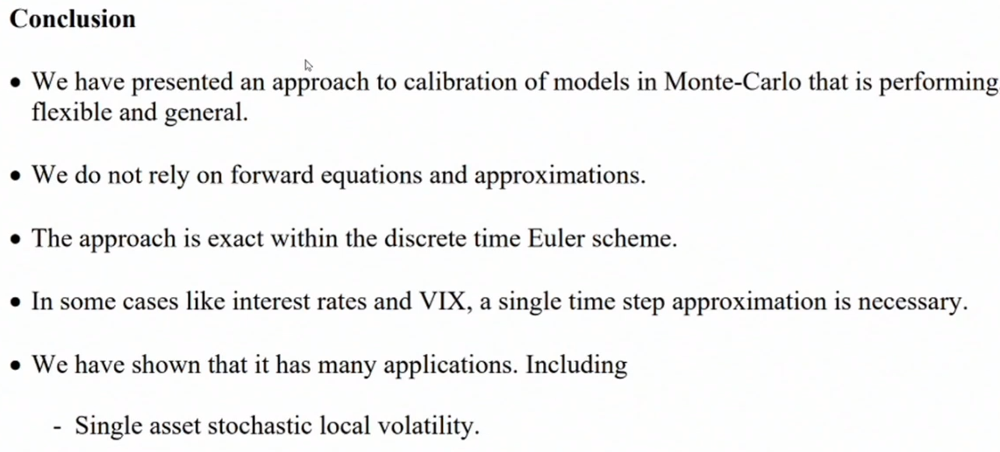 Conclusion
• We have presented an approach to calibration of models in Monte-Carlo that is performing
flexible and general.
• We do not rely on forward equations and approximations.
• The approach is exact within the discrete time Euler scheme.
• In some cases like interest rates and VIX, a single time step approximation is necessary.
• We have shown that it has many applications. Including
- Single asset stochastic local volatility.